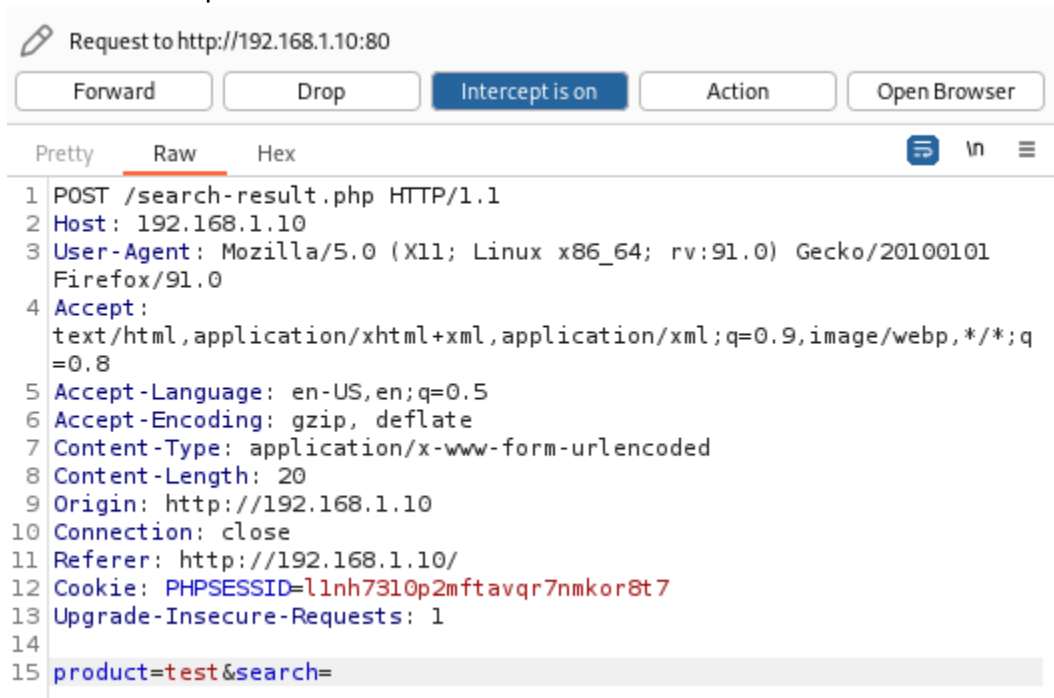 Request to http://192.168.1.10:80
Forward Drop Intercept is on Action Open Browser
Pretty Raw Hex \n
1 POST /search-result.php HTTP/1.1
2 Host: 192.168.1.10
3 User-Agent: Mozilla/5.0 (X11; Linux x86_64; rv:91.0) Gecko/20100101
Firefox/91.0
4 Accept:
text/html,application/xhtml+xml,application/xml;q=0.9,image/webp,*/*;q
=0.8
5 Accept-Language: en-US,en;q=0.5
6 Accept-Encoding: gzip, deflate
7 Content-Type: application/x-www-form-urlencoded
8 Content-Length: 20
9 Origin: http://192.168.1.10
10 Connection: close
11 Referer: http://192.168.1.10/
12 Cookie: PHPSESSID=l1nh73l0p2mftavqr7nmkor8t7
13 Upgrade-Insecure-Requests: 1
14
15 product=test&search=